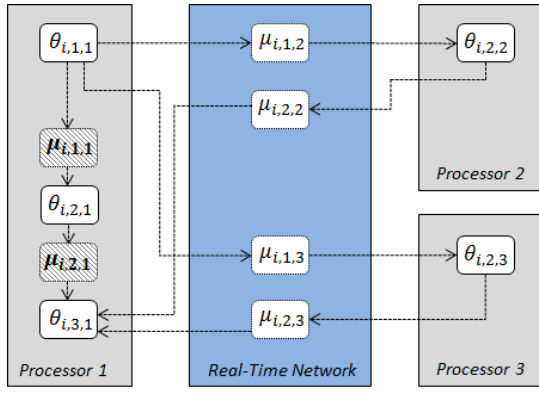 θi,1,1
μi,1,2
θi,2,2
μi,2,2
μi,1,1
Processor 2
θi,2,1
μi,1,3
θi,2,3
μi,2,1
μi,2,3
θi,3,1
Processor 1
Real-Time Network
Processor 3